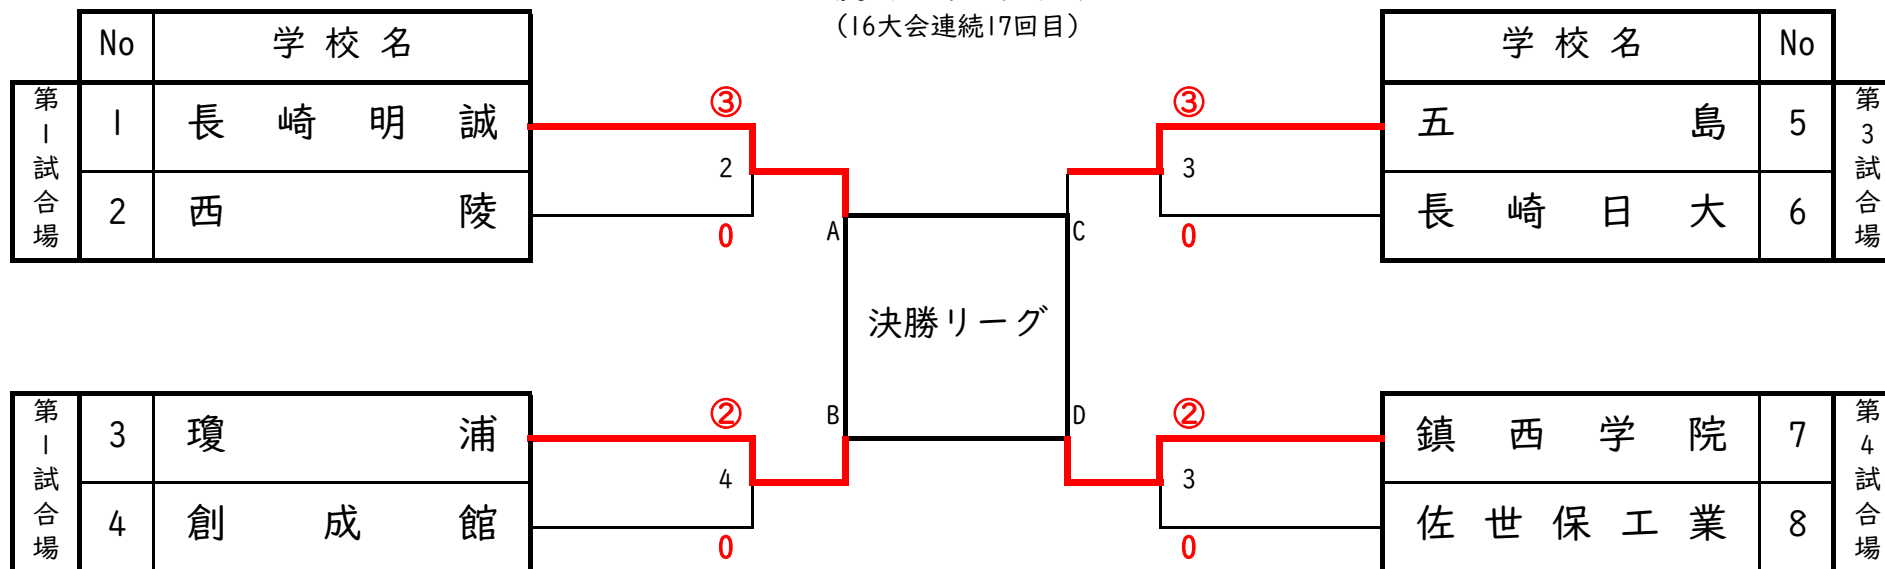 (16大会連続17回目)
No 学校名
第1試合場
1 長崎明誠
2 西陵
③
2
0
第1試合場
3 瓊浦
4 創成館
②
4
0
A
B
C
D
決勝リーグ
学校名 No
五島 5
長崎日大 6
第3試合場
③
3
0
鎮西学院 7
佐世保工業 8
第4試合場
②
3
0